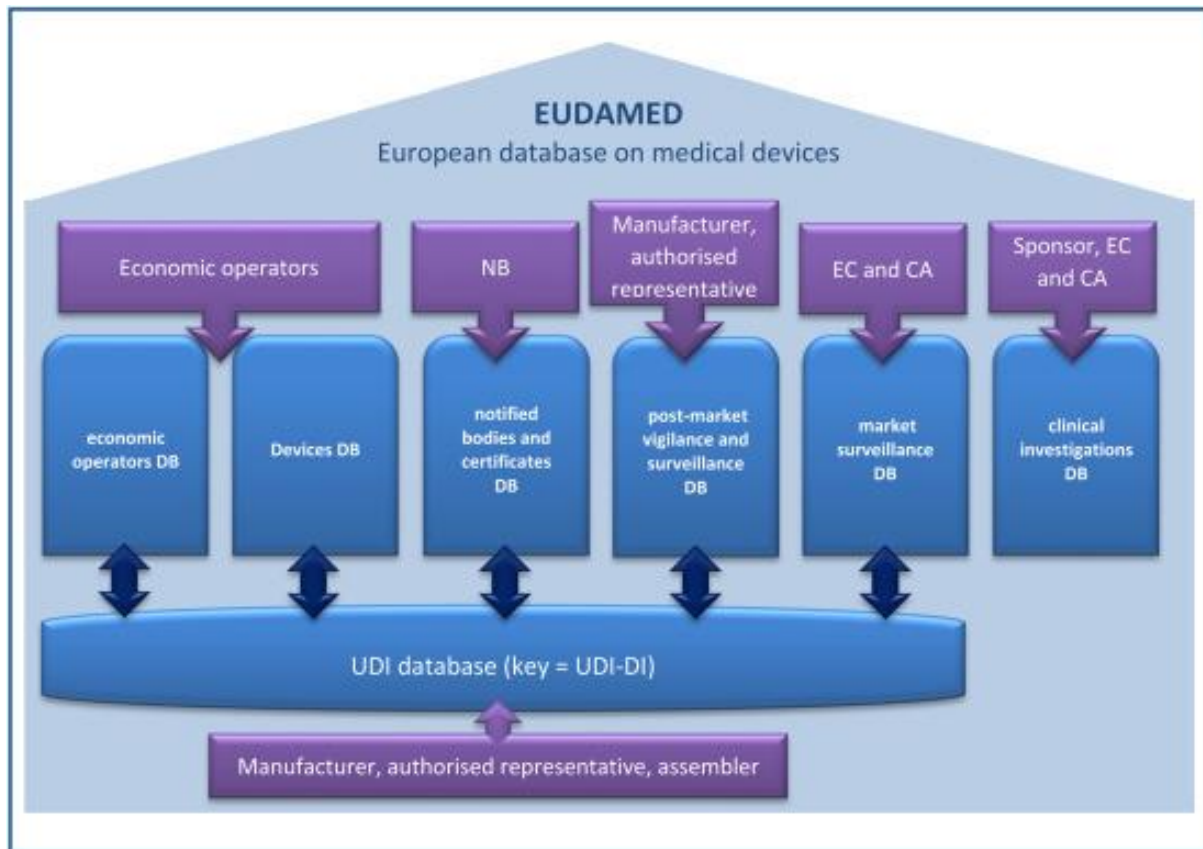 EUDAMED
European database on medical devices
Economic operators
NB
Manufacturer,
authorised
representative
EC and CA
Sponsor, EC
and CA
economic
operators DB
Devices DB
notified
bodies and
certificates
DB
post-market
vigilance and
surveillance
DB
market
surveillance
DB
clinical
investigations
DB
UDI database (key = UDI-DI)
Manufacturer, authorised representative, assembler